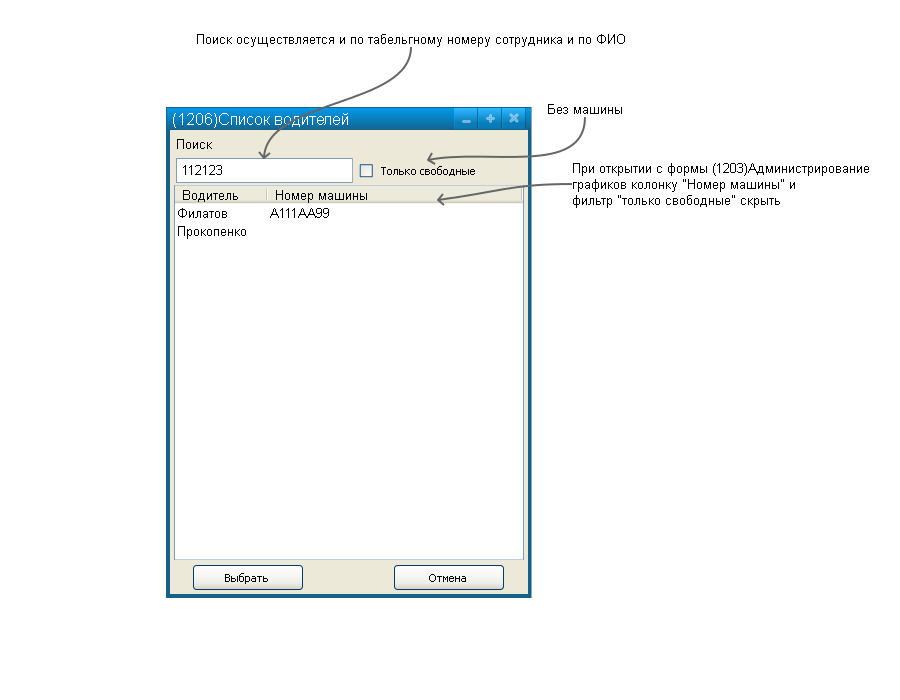 Поиск осуществляется и по табельгному номеру сотрудника и по ФИО
Без машины
(1206)Список водителей
Поиск
112123
Только свободные
При открытии с формы (1203)Администрирование
графиков колонку "Номер машины" и
фильтр "только свободные" скрыть
Водитель Номер машины
Филатов А111АА99
Прокопенко
Выбрать Отмена